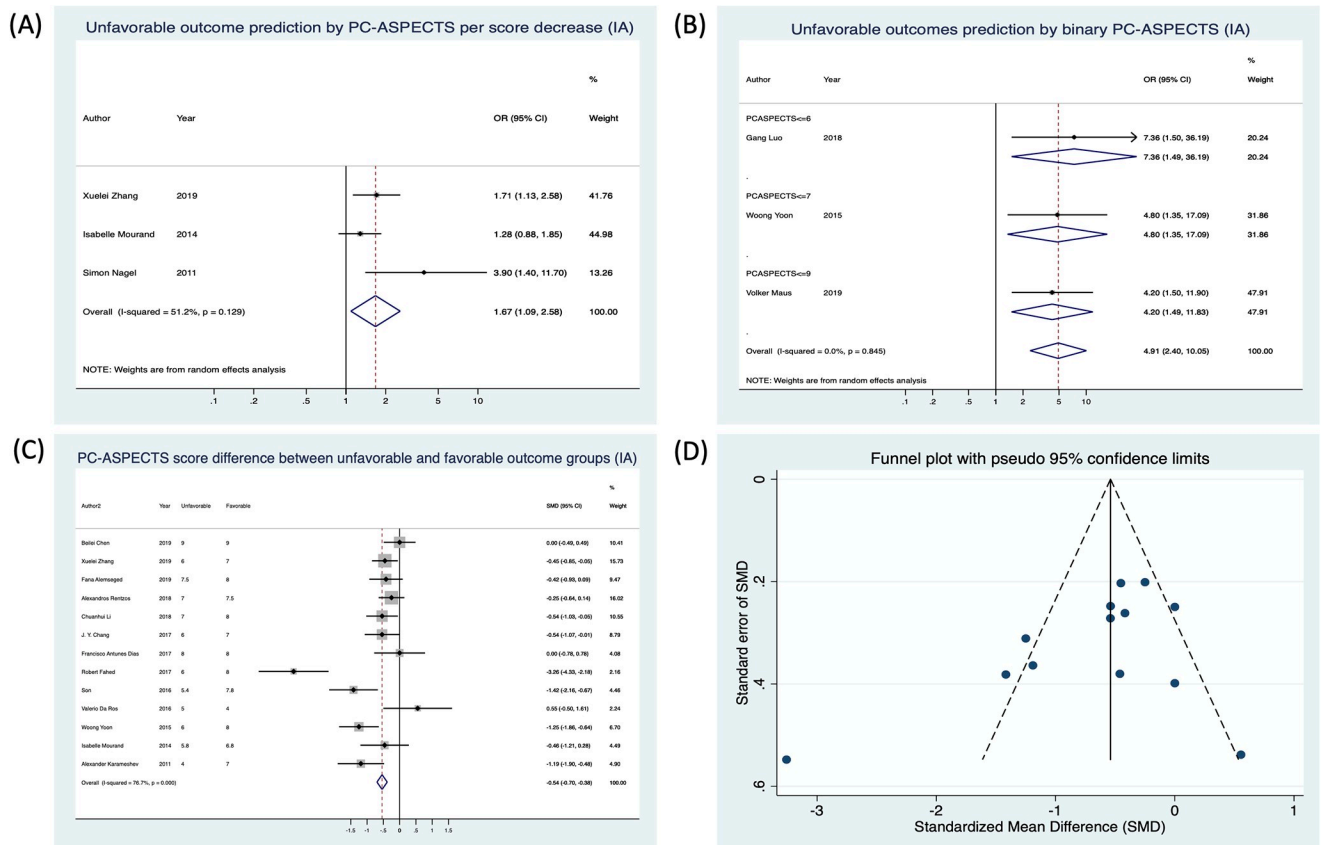 (A)
Unfavorable outcome prediction by PC-ASPECTS per score decrease (IA)
%
Author Year OR (95% CI) Weight
Xuelei Zhang 2019 1.71 (1.13, 2.58) 41.76
Isabelle Mourand 2014 1.28 (0.88, 1.85) 44.98
Simon Nagel 2011 3.90 (1.40, 11.70) 13.26
Overall (I-squared = 51.2%, p = 0.129) 1.67 (1.09, 2.58) 100.00
NOTE: Weights are from random effects analysis
.1 .2 .5 1 2 5 10
(B)
Unfavorable outcomes prediction by binary PC-ASPECTS (IA)
%
Author Year OR (95% CI) Weight
PCASPECTS<=6
Gang Luo 2018 7.36 (1.50, 36.19) 20.24
7.36 (1.49, 36.19) 20.24
.
PCASPECTS<=7
Woong Yoon 2015 4.80 (1.35, 17.09) 31.86
4.80 (1.35, 17.09) 31.86
.
PCASPECTS<=9
Volker Maus 2019 4.20 (1.50, 11.90) 47.91
4.20 (1.49, 11.83) 47.91
.
Overall (I-squared = 0.0%, p = 0.845) 4.91 (2.40, 10.05) 100.00
NOTE: Weights are from random effects analysis
.1 .2 .5 1 2 5 10
(C)
PC-ASPECTS score difference between unfavorable and favorable outcome groups (IA)
%
Author2 Year Unfavorable Favorable SMD (95% CI) Weight
Beilei Chen 2019 9 9 0.00 (-0.49, 0.49) 10.41
Xuelei Zhang 2019 6 7 -0.45 (-0.85, -0.05) 15.73
Fana Alemseged 2019 7.5 8 -0.42 (-0.93, 0.09) 9.47
Alexandros Rentzos 2018 7 7.5 -0.25 (-0.64, 0.14) 16.02
Chuanhui Li 2018 7 8 -0.54 (-1.03, -0.05) 10.55
J. Y. Chang 2017 6 7 -0.54 (-1.07, -0.01) 8.79
Francisco Antunes Dias 2017 8 8 0.00 (-0.78, 0.78) 4.08
Robert Fahed 2017 6 8 -3.26 (-4.33, -2.18) 2.16
Son 2016 5.4 7.8 -1.42 (-2.16, -0.67) 4.46
Valerio Da Ros 2016 5 4 0.55 (-0.50, 1.61) 2.24
Woong Yoon 2015 6 8 -1.25 (-1.86, -0.64) 6.70
Isabelle Mourand 2014 5.8 6.8 -0.46 (-1.21, 0.28) 4.49
Alexander Karameshev 2011 4 7 -1.19 (-1.90, -0.48) 4.90
Overall (I-squared = 76.7%, p = 0.000) -0.54 (-0.70, -0.38) 100.00
-1.5 -1 -.5 0 .5 1 1.5
(D)
Funnel plot with pseudo 95% confidence limits
Standard error of SMD
0
.2
.4
.6
-3 -2 -1 0 1
Standardized Mean Difference (SMD)